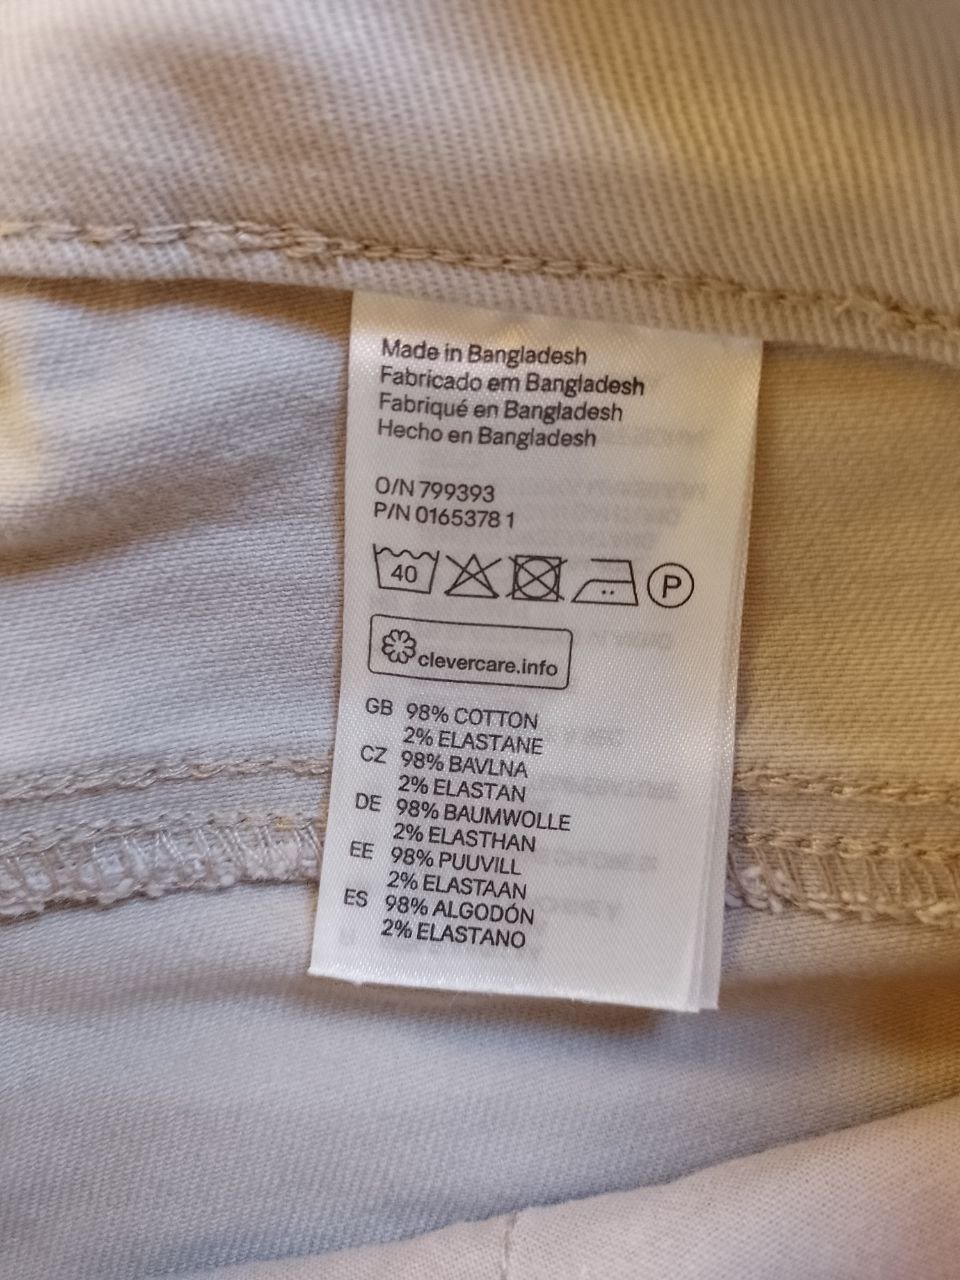 Made in Bangladesh
Fabricado em Bangladesh
Fabriqué en Bangladesh
Hecho en Bangladesh
O/N 799393
P/N 0165378 1
40 P
clevercare.info
GB 98% COTTON
2% ELASTANE
CZ 98% BAVLNA
2% ELASTAN
DE 98% BAUMWOLLE
2% ELASTHAN
EE 98% PUUVILL
2% ELASTAAN
ES 98% ALGODÓN
2% ELASTANO